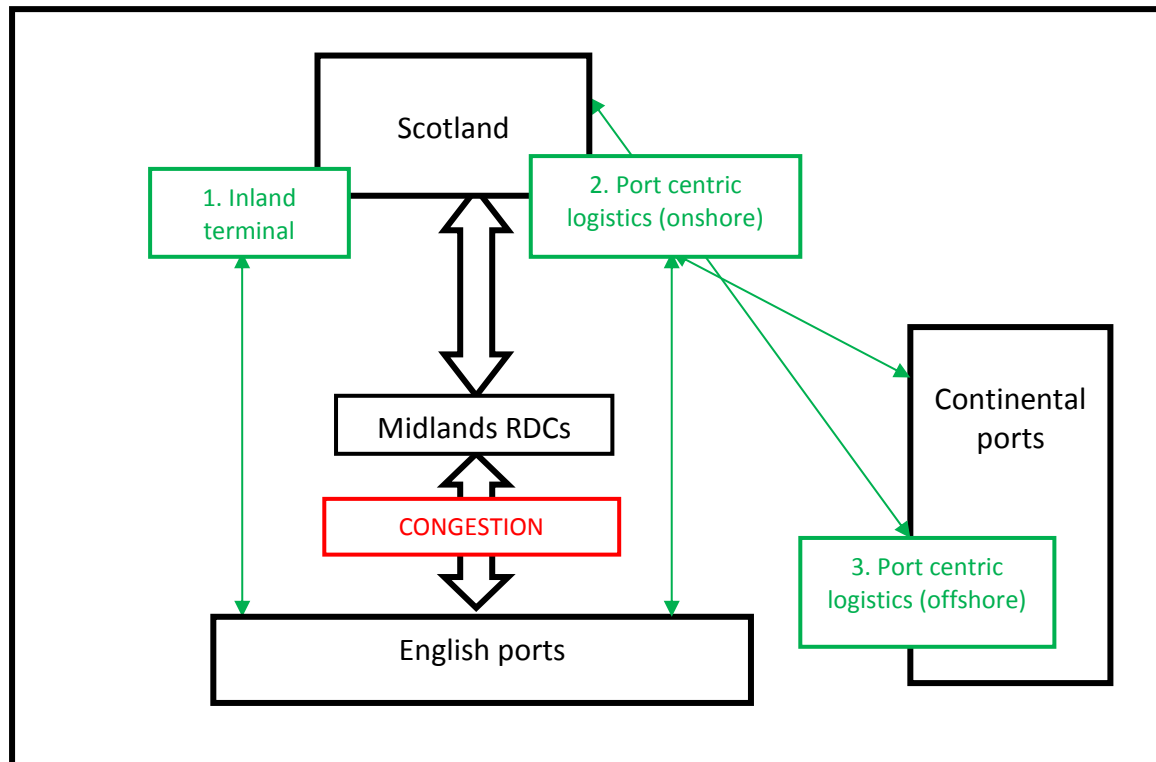 Scotland
1. Inland
terminal
2. Port centric
logistics (onshore)
Midlands RDCs
CONGESTION
Continental
ports
3. Port centric
logistics (offshore)
English ports